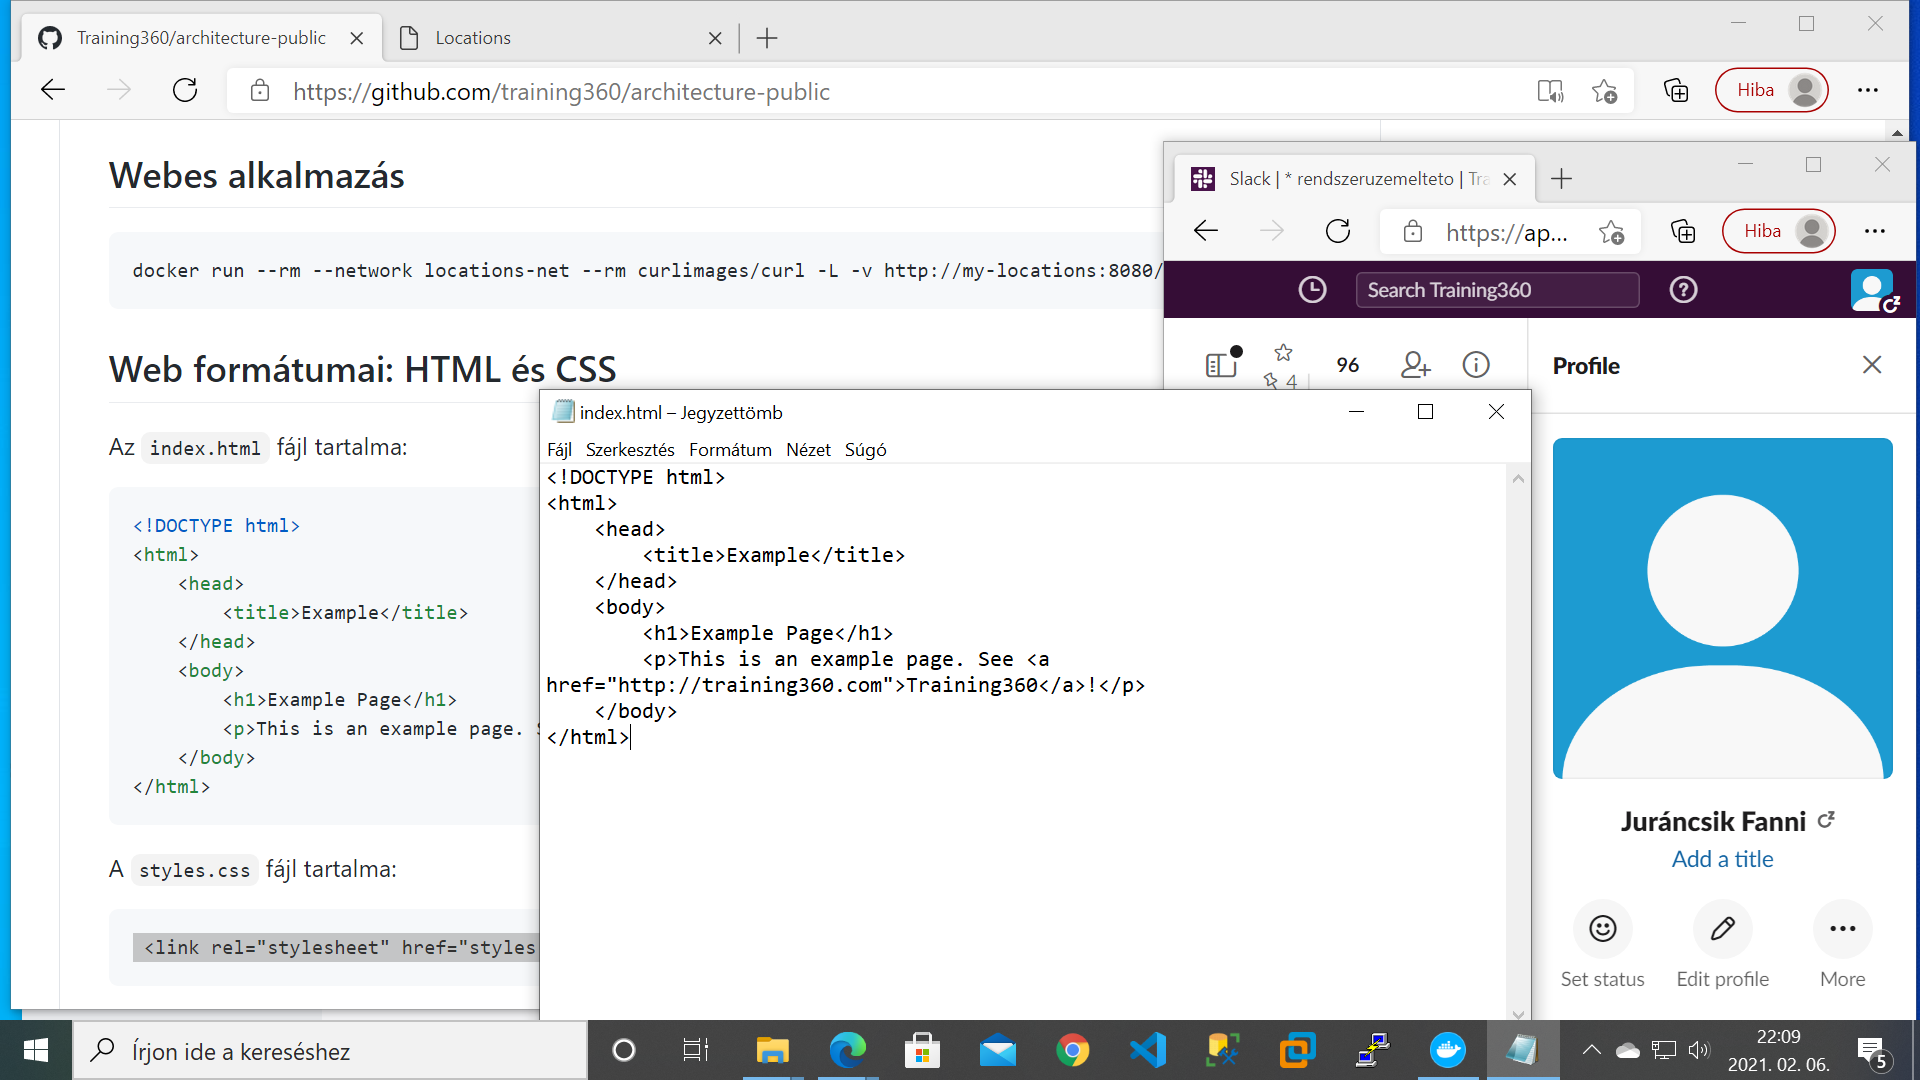 Training360/architecture-public
Locations
https://github.com/training360/architecture-public
Hiba
Webes alkalmazás
docker run --rm --network locations-net --rm curlimages/curl -L -v http://my-locations:8080/
Web formátumai: HTML és CSS
Az index.html fájl tartalma:
<!DOCTYPE html>
<html>
<head>
<title>Example</title>
</head>
<body>
<h1>Example Page</h1>
<p>This is an example page.
</body>
</html>
A styles.css fájl tartalma:
<link rel="stylesheet" href="styles
Slack | * rendszeruzemelteto | Tra
https://ap...
Hiba
Search Training360
96
4
Profile
Juráncsik Fanni
Add a title
Set status
Edit profile
More
index.html – Jegyzettömb
Fájl Szerkesztés Formátum Nézet Súgó
<!DOCTYPE html>
<html>
<head>
<title>Example</title>
</head>
<body>
<h1>Example Page</h1>
<p>This is an example page. See <a
href="http://training360.com">Training360</a>!</p>
</body>
</html>
Írjon ide a kereséshez
22:09
2021. 02. 06.
5